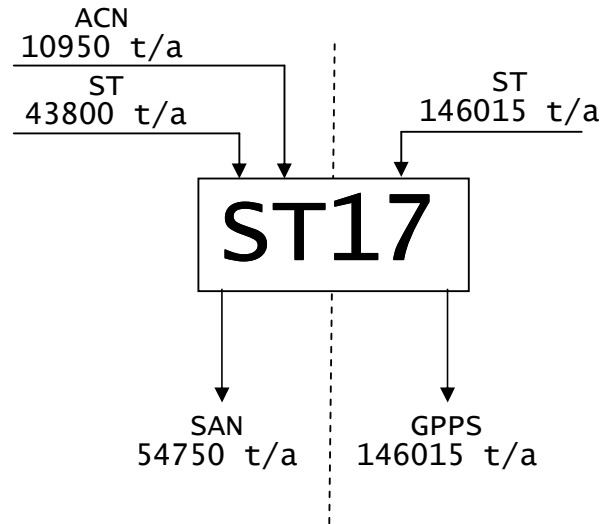 ACN
10950 t/a
ST
43800 t/a
ST
146015 t/a
ST17
SAN
54750 t/a
GPPS
146015 t/a